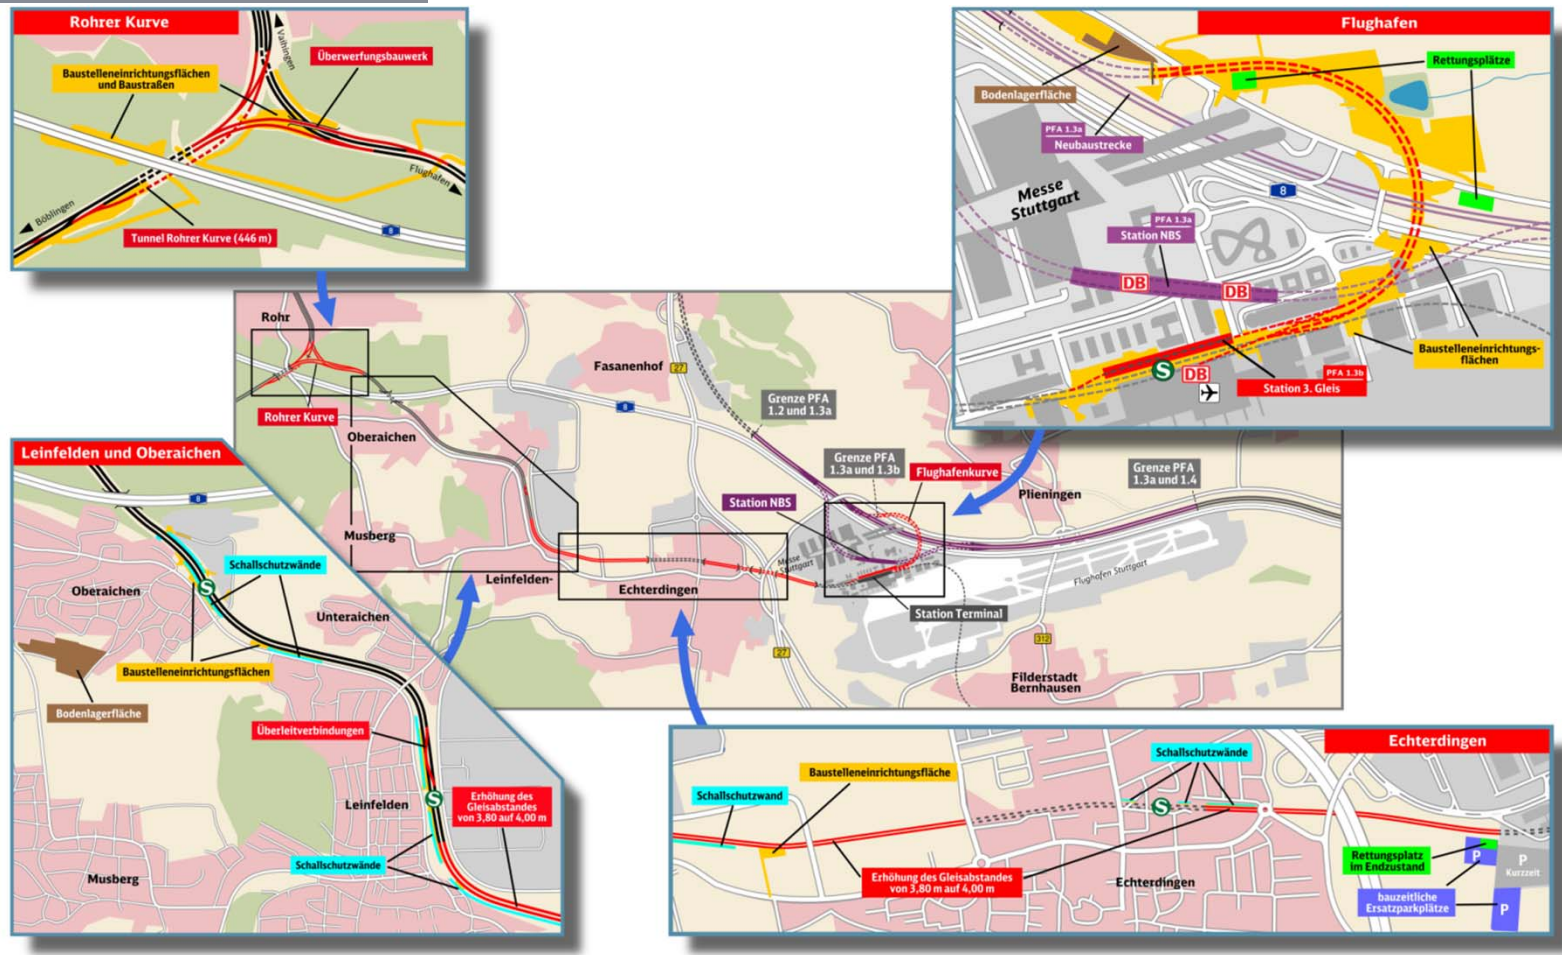 Rohrer Kurve
Vaihingen
Überwerfungsbauwerk
Baustelleneinrichtungsflächen
und Baustraßen
Flughafen
Böblingen
8
Tunnel Rohrer Kurve (446 m)
Flughafen
Rettungsplätze
Bodenlagerfläche
PFA 1.3a
Neubaustrecke
Messe
Stuttgart
8
PFA 1.3a
Station NBS
DB
DB
Baustelleneinrichtungs-
flächen
S
DB
PFA 1.3b
Station 3. Gleis
Rohr
Fasanenhof
27
Grenze PFA
1.2 und 1.3a
8
Rohrer Kurve
Oberaichen
Grenze PFA
1.3a und 1.3b
Flughafenkurve
Grenze PFA
1.3a und 1.4
Plieningen
Station NBS
Musberg
Messe
Stuttgart
Flughafen Stuttgart
Leinfelden-
Echterdingen
Station Terminal
312
27
Filderstadt
Bernhausen
Leinfelden und Oberaichen
8
Schallschutzwände
Oberaichen
S
Unteraichen
Baustelleneinrichtungsflächen
Bodenlagerfläche
Überleitverbindungen
Leinfelden
S
Erhöhung des
Gleisabstandes
von 3,80 auf 4,00 m
Schallschutzwände
Musberg
Echterdingen
Schallschutzwände
Baustelleneinrichtungsfläche
Schallschutzwand
S
Rettungsplatz
im Endzustand
P
P
Kurzzeit
Erhöhung des Gleisabstandes
von 3,80 m auf 4,00 m
Echterdingen
bauzeitliche
Ersatzparkplätze
P